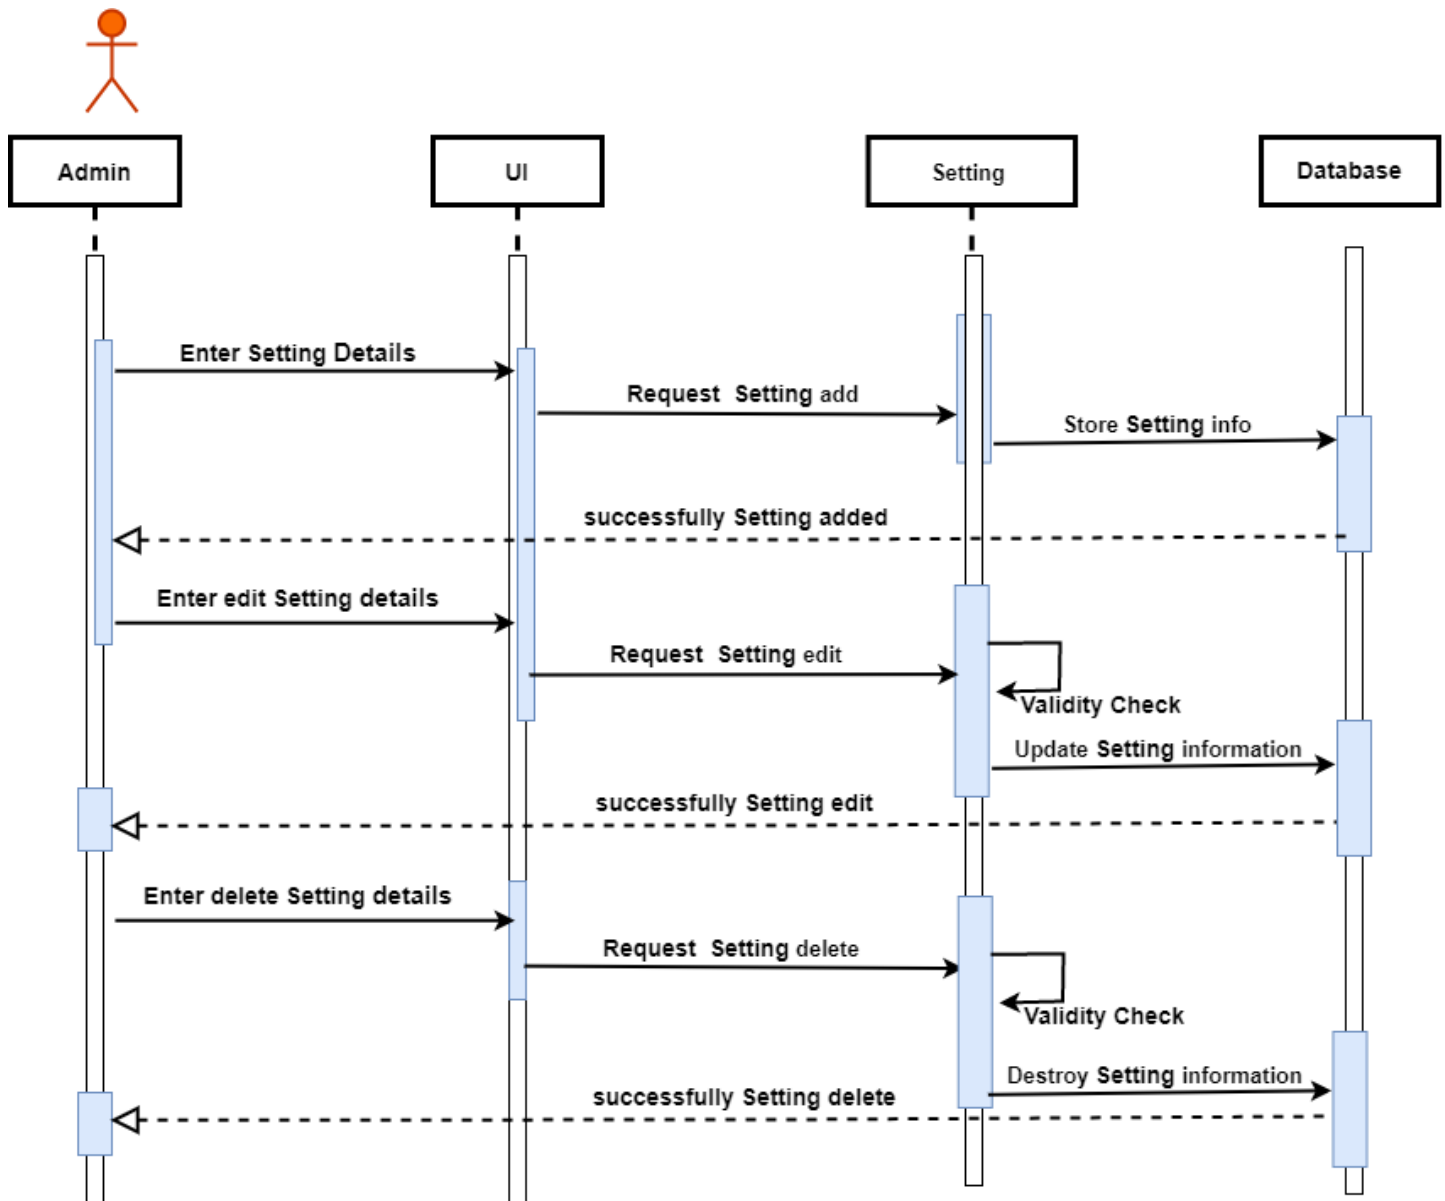 Admin
UI
Setting
Database
Enter Setting Details
Request Setting add
Store Setting info
successfully Setting added
Enter edit Setting details
Request Setting edit
Validity Check
Update Setting information
successfully Setting edit
Enter delete Setting details
Request Setting delete
Validity Check
Destroy Setting information
successfully Setting delete